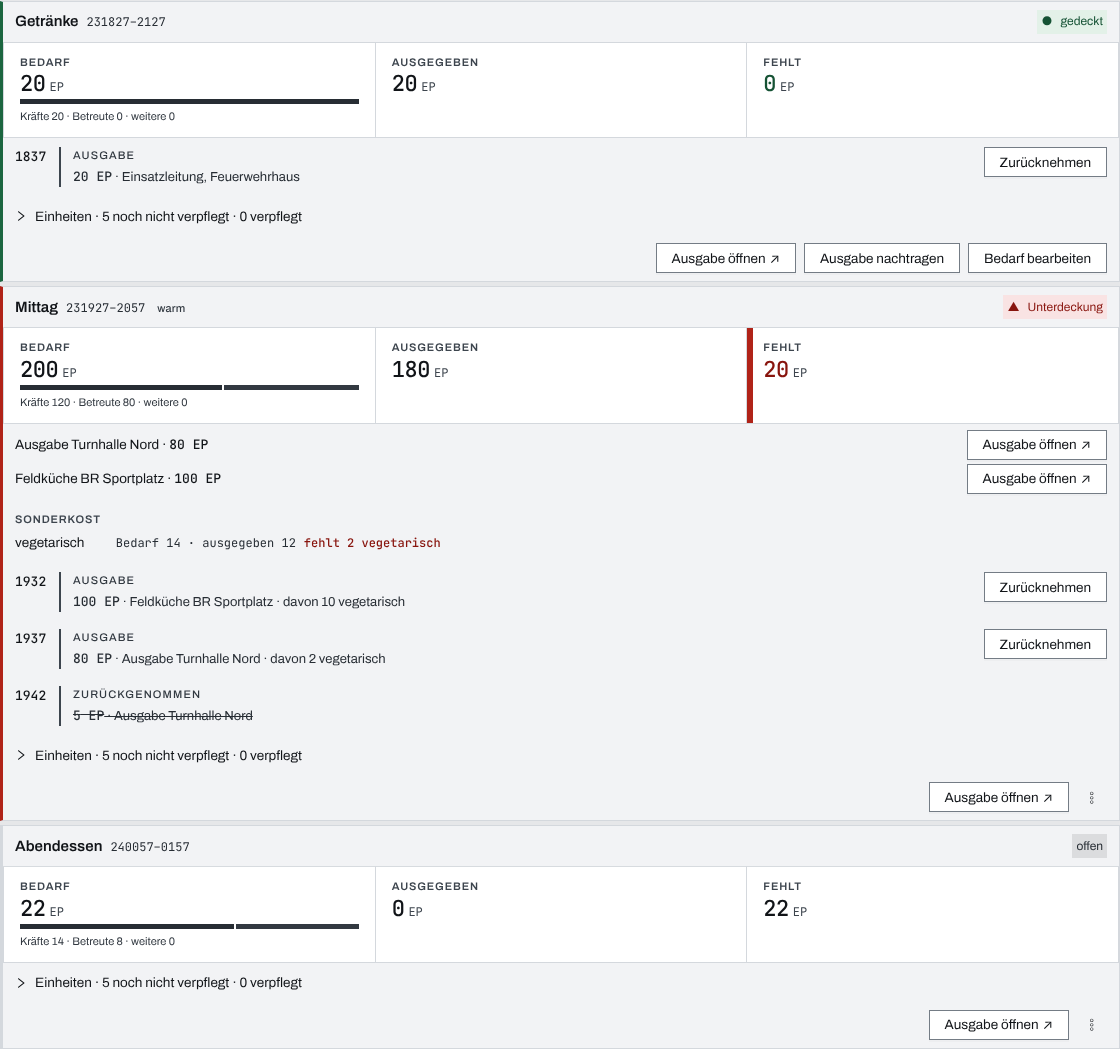 Getränke 231827–2127 gedeckt
BEDARF AUSGEGEBEN FEHLT
20 EP 20 EP 0 EP
Kräfte 20 · Betreute 0 · weitere 0
1837 AUSGABE Zurücknehmen
20 EP · Einsatzleitung, Feuerwehrhaus
Einheiten · 5 noch nicht verpflegt · 0 verpflegt
Ausgabe öffnen ↗ Ausgabe nachtragen Bedarf bearbeiten
Mittag 231927–2057 warm Unterdeckung
BEDARF AUSGEGEBEN FEHLT
200 EP 180 EP 20 EP
Kräfte 120 · Betreute 80 · weitere 0
Ausgabe Turnhalle Nord · 80 EP Ausgabe öffnen ↗
Feldküche BR Sportplatz · 100 EP Ausgabe öffnen ↗
SONDERKOST
vegetarisch Bedarf 14 · ausgegeben 12 fehlt 2 vegetarisch
1932 AUSGABE Zurücknehmen
100 EP · Feldküche BR Sportplatz · davon 10 vegetarisch
1937 AUSGABE Zurücknehmen
80 EP · Ausgabe Turnhalle Nord · davon 2 vegetarisch
1942 ZURÜCKGENOMMEN
5 EP · Ausgabe Turnhalle Nord
Einheiten · 5 noch nicht verpflegt · 0 verpflegt
Ausgabe öffnen ↗
Abendessen 240057–0157 offen
BEDARF AUSGEGEBEN FEHLT
22 EP 0 EP 22 EP
Kräfte 14 · Betreute 8 · weitere 0
Einheiten · 5 noch nicht verpflegt · 0 verpflegt
Ausgabe öffnen ↗